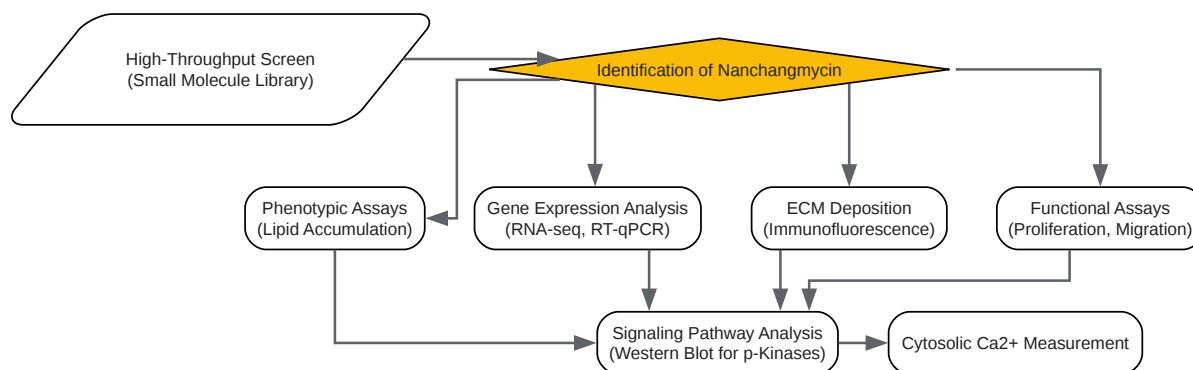 High-Throughput Screen
(Small Molecule Library)
Identification of Nanchangmycin
Phenotypic Assays
(Lipid Accumulation)
Gene Expression Analysis
(RNA-seq, RT-qPCR)
ECM Deposition
(Immunofluorescence)
Functional Assays
(Proliferation, Migration)
Signaling Pathway Analysis
(Western Blot for p-Kinases)
Cytosolic Ca2+ Measurement